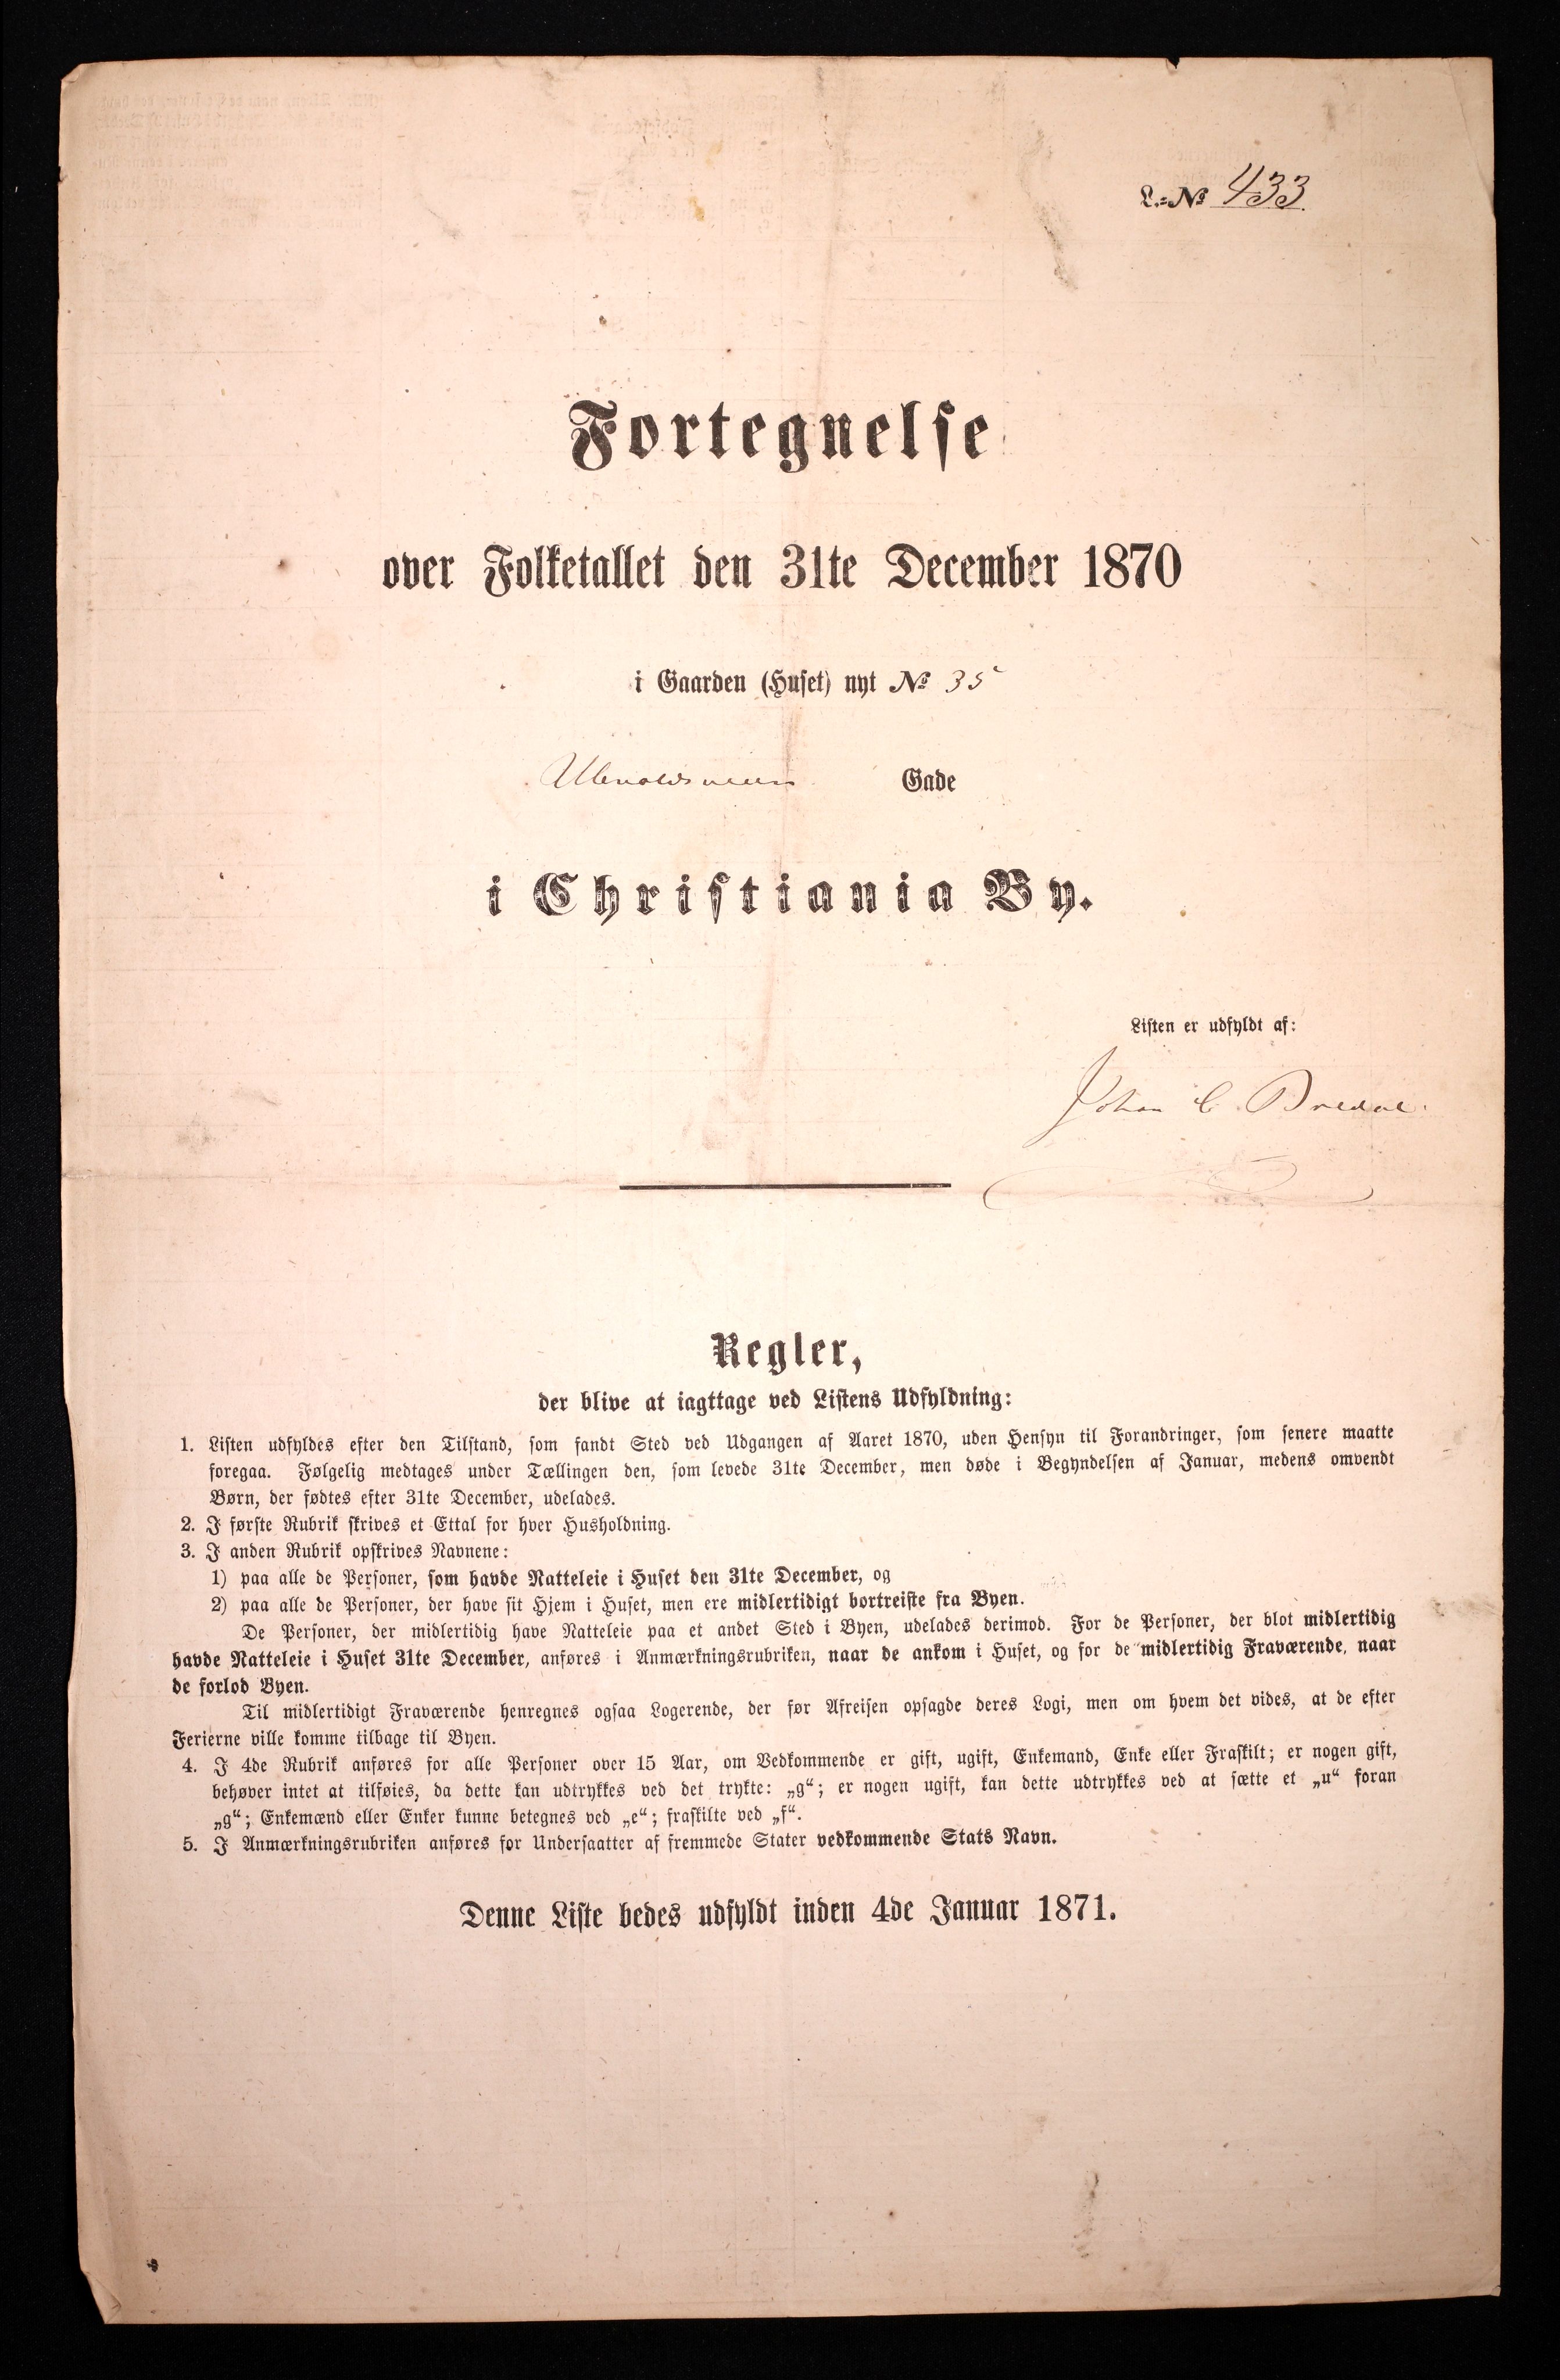 L.-No 433
Fortegnelse
over Folketallet den 31te December 1870
i Gaarden (Huset) nyt No 35
Ullevoldsveien Gade
i Christiania By.
Listen er udfyldt af:
Johan C. Bredal
Regler,
der blive at iagttage ved Listens Udfyldning:
1. Listen udfyldes efter den Tilstand, som fandt Sted ved Udgangen af Aaret 1870, uden Hensyn til Forandringer, som senere maatte
foregaa. Følgelig medtages under Tællingen den, som levede 31te December, men døde i Begyndelsen af Januar, medens omvendt
Børn, der fødtes efter 31te December, udelades.
2. I første Rubrik skrives et Ettal for hver Husholdning.
3. I anden Rubrik opskrives Navnene:
1) paa alle de Personer, som havde Natteleie i Huset den 31te December, og
2) paa alle de Personer, der have sit Hjem i Huset, men ere midlertidigt bortreiste fra Byen.
De Personer, der midlertidig have Natteleie paa et andet Sted i Byen, udelades derimod. For de Personer, der blot midlertidig
havde Natteleie i Huset 31te December, anføres i Anmærkningsrubriken, naar de ankom i Huset, og for de midlertidig Fraværende, naar
de forlod Byen.
Til midlertidigt Fraværende henregnes ogsaa Logerende, der før Afreisen opsagde deres Logi, men om hvem det vides, at de efter
Ferierne ville komme tilbage til Byen.
4. I 4de Rubrik anføres for alle Personer over 15 Aar, om Vedkommende er gift, ugift, Enkemand, Enke eller Fraskilt; er nogen gift,
behøver intet at tilføies, da dette kan udtrykkes ved det trykte: „g“; er nogen ugift, kan dette udtrykkes ved at sætte et „u“ foran
„g“; Enkemænd eller Enker kunne betegnes ved „e“; fraskilte ved „f“.
5. I Anmærkningsrubriken anføres for Undersaatter af fremmede Stater vedkommende Stats Navn.
Denne Liste bedes udfyldt inden 4de Januar 1871.